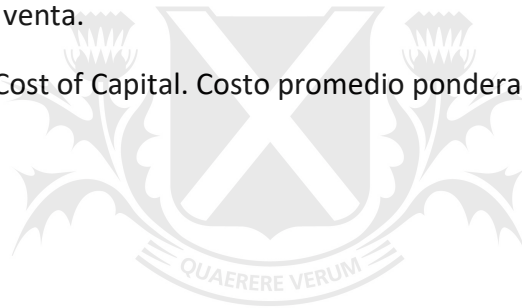 venta.
Cost of Capital. Costo promedio pondera
QUAERERE VERUM